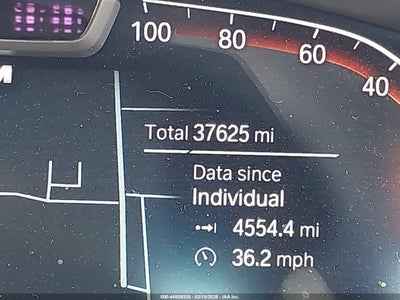 100 80 60 40
M
Total 37625 mi
Data since
Individual
4554.4 mi
36.2 mph